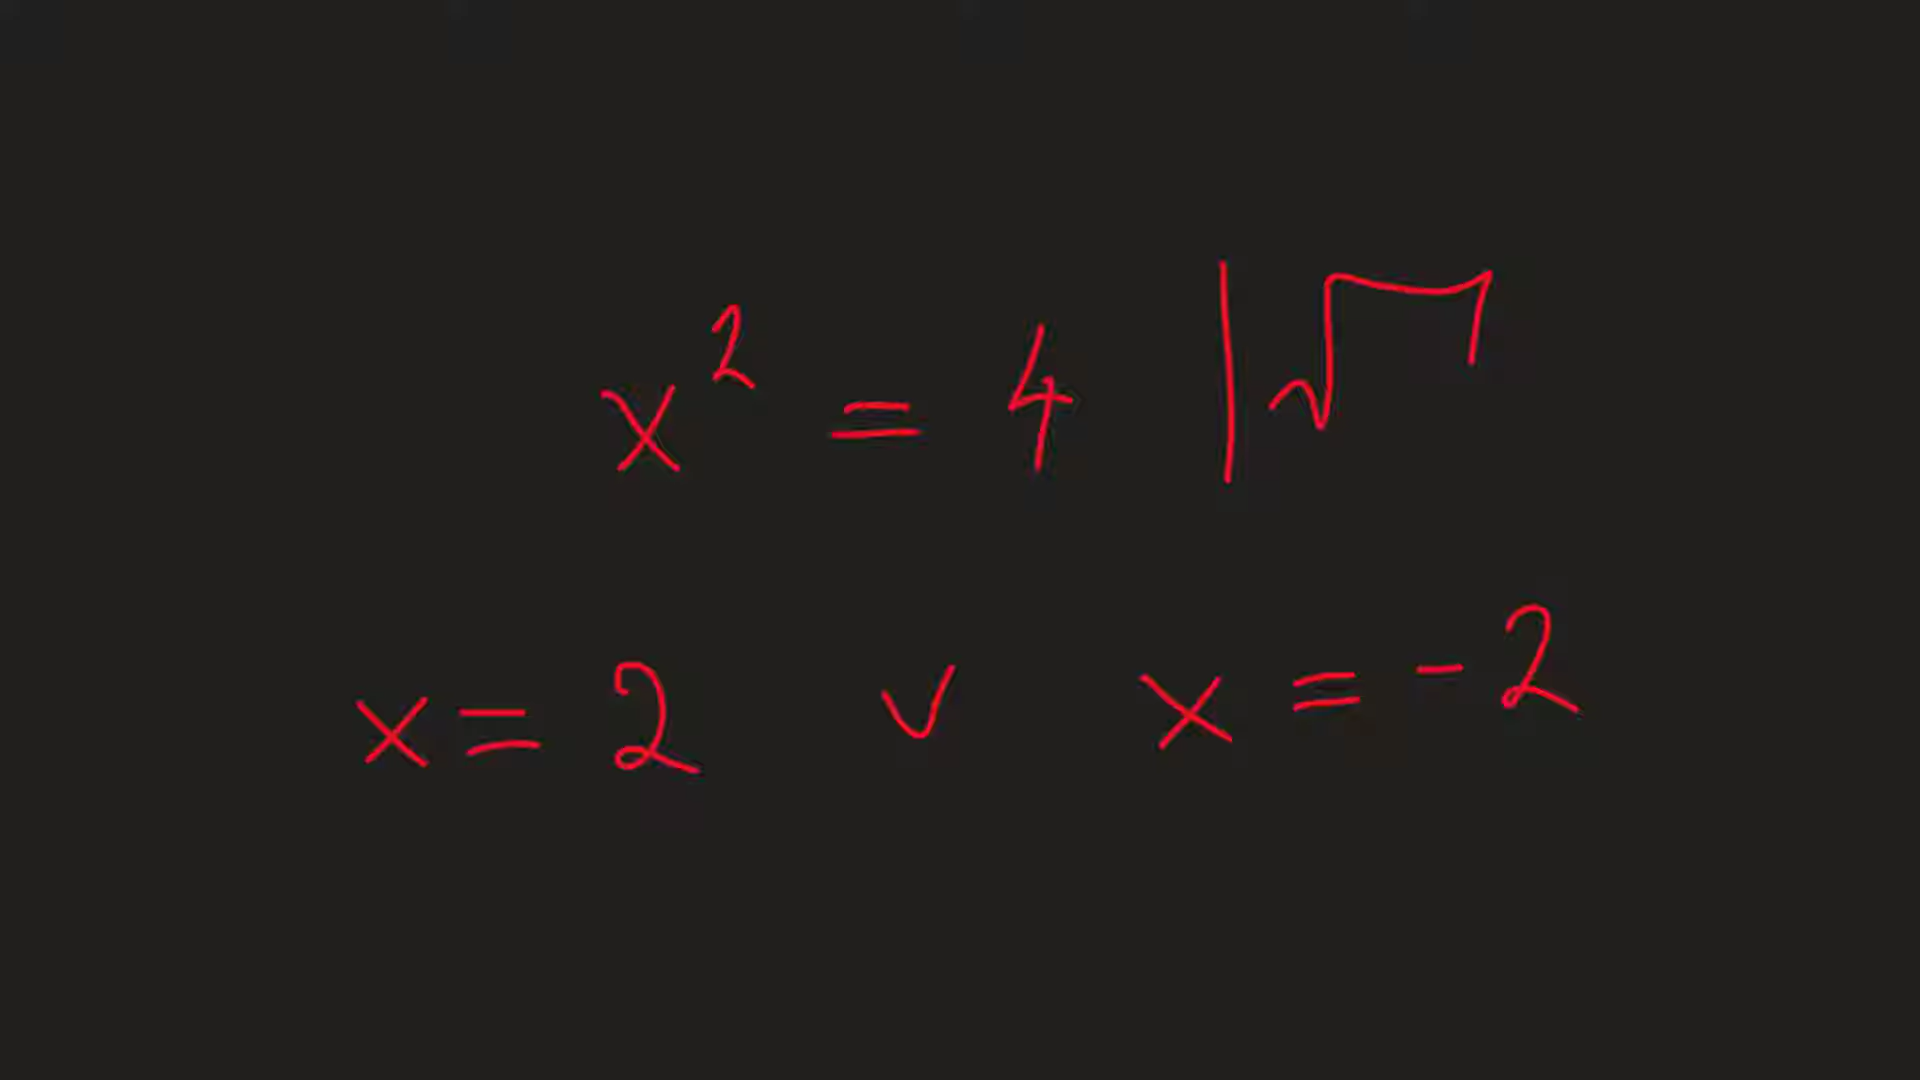 x² = 4 |√
x = 2 ∨ x = -2